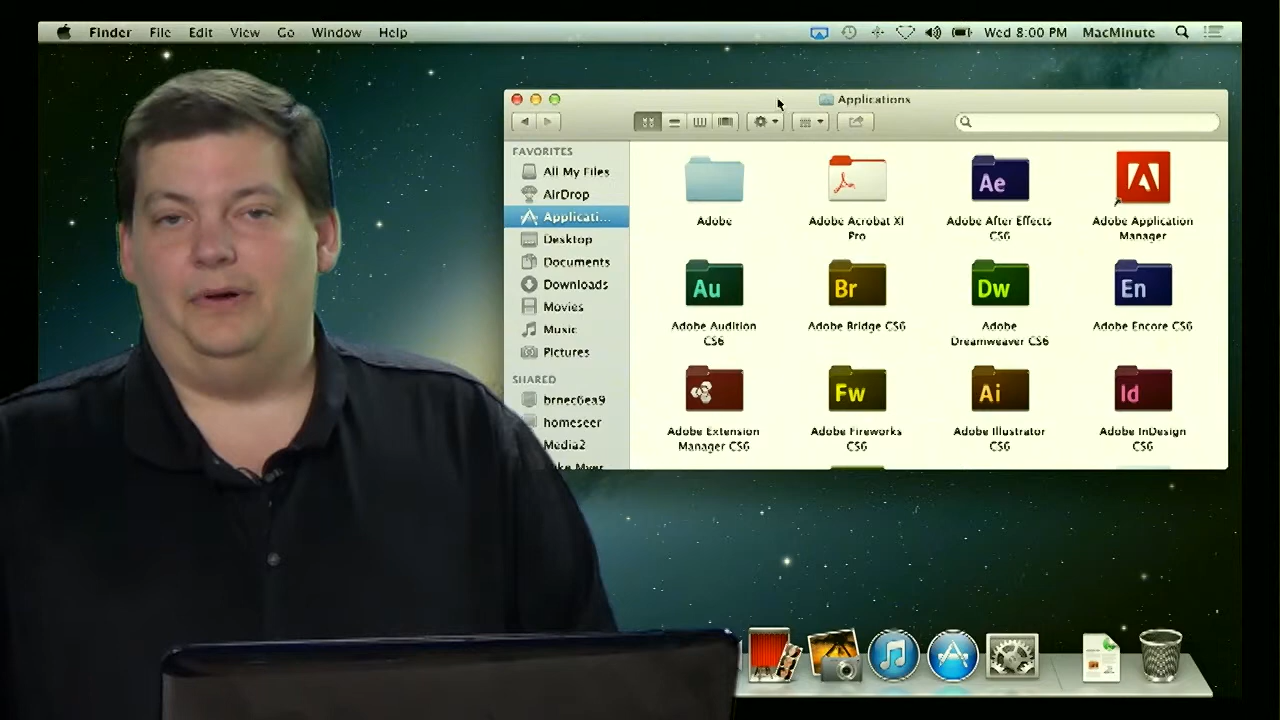 Finder File Edit View Go Window Help Wed 8:00 PM MacMinute
Applications
FAVORITES
All My Files
AirDrop
Applicati...
Desktop
Documents
Downloads
Movies
Music
Pictures
SHARED
brnec6ea9
homeseer
Media2
Adobe
Adobe Acrobat XI
Pro
Ae
Adobe After Effects
CS6
Adobe Application
Manager
Au
Adobe Audition
CS6
Br
Adobe Bridge CS6
Dw
Adobe
Dreamweaver CS6
En
Adobe Encore CS6
Adobe Extension
Manager CS6
Fw
Adobe Fireworks
CS6
Ai
Adobe Illustrator
CS6
Id
Adobe InDesign
CS6